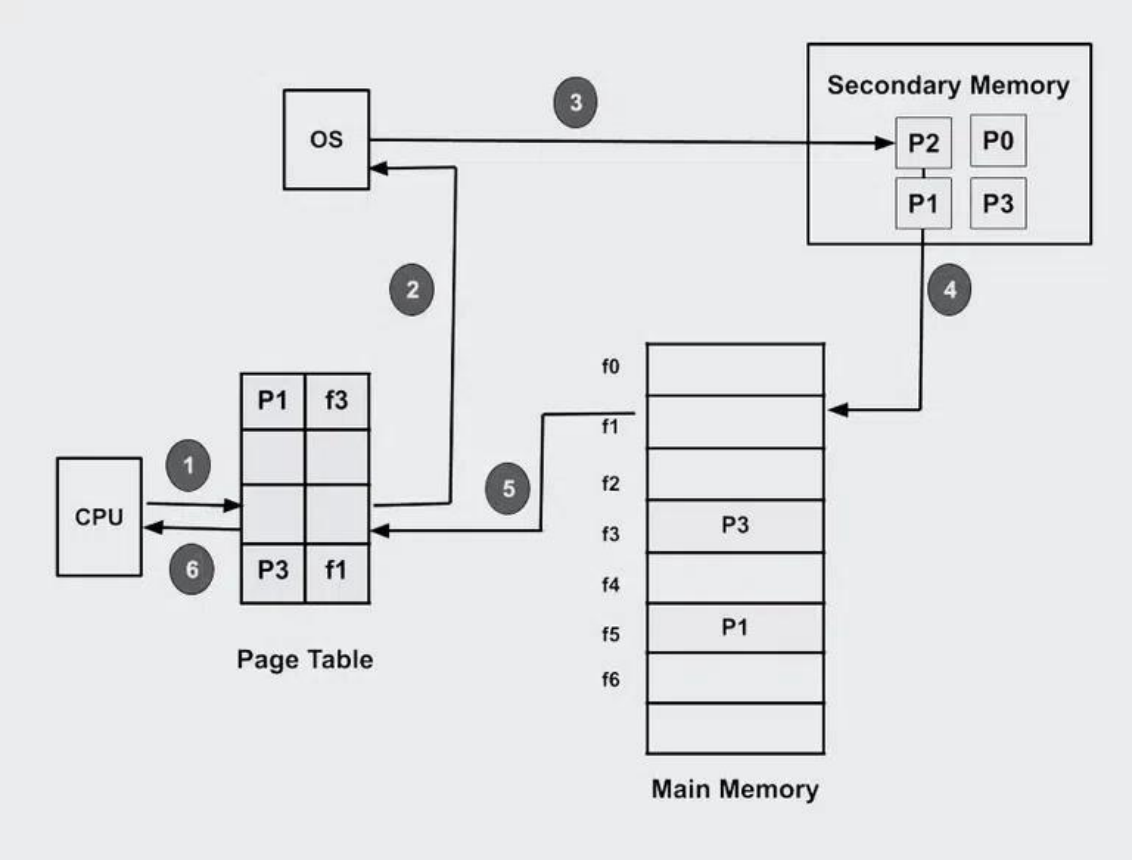 3
Secondary Memory
OS
P2 P0
P1 P3
2
4
f0
P1 f3
f1
1
5
f2
CPU
P3
f3
6
P3 f1
f4
P1
f5
Page Table
f6
Main Memory